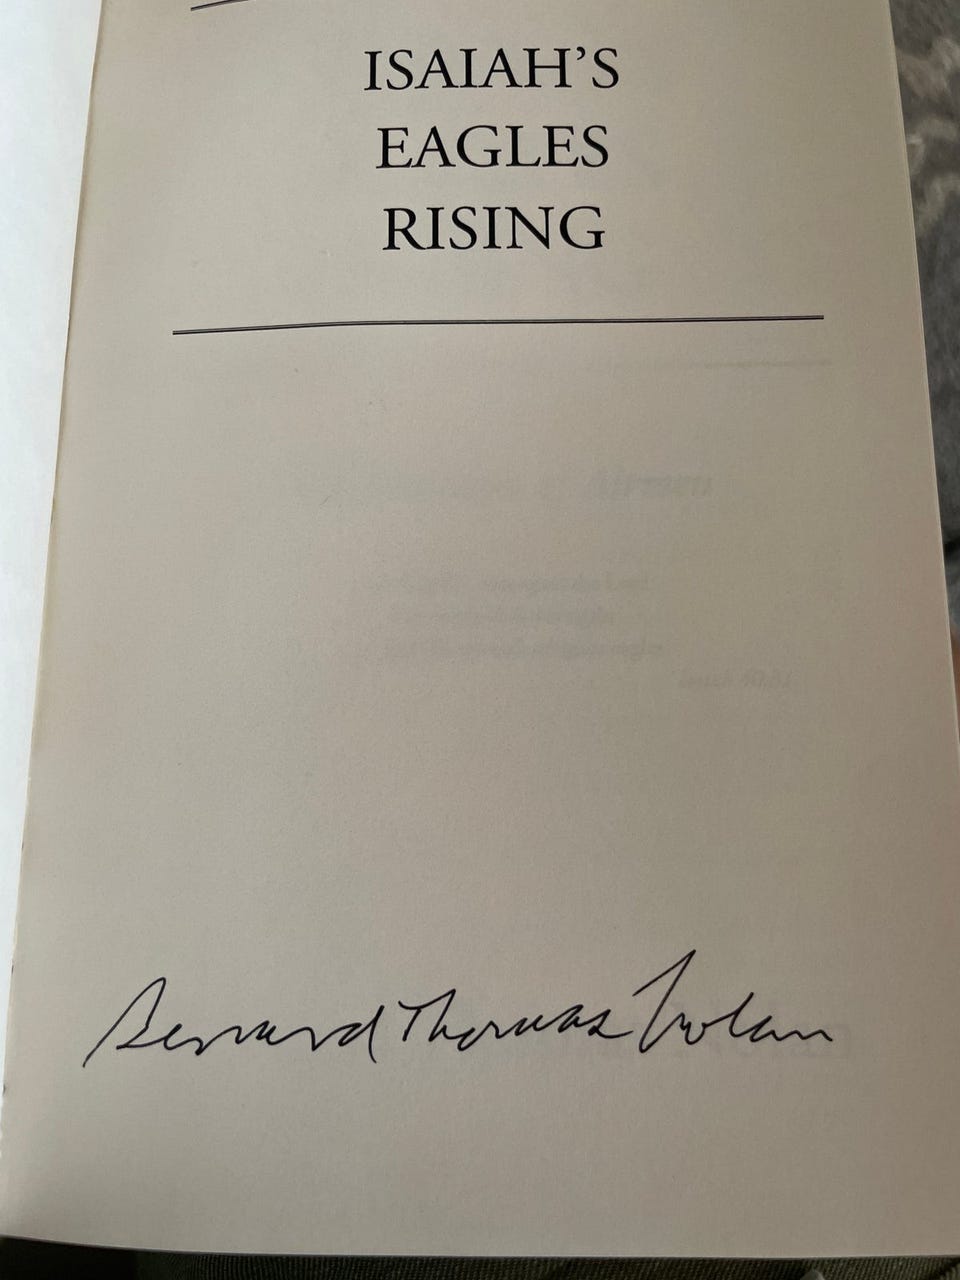 ISAIAH'S
EAGLES
RISING
Bernard Thomas Nolan